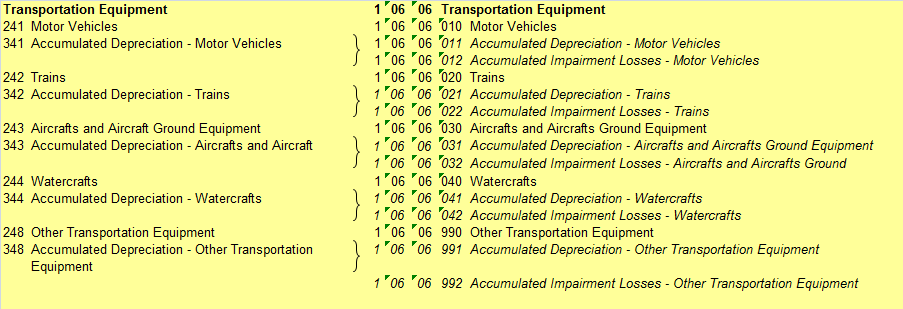 Transportation Equipment 1 06 06 Transportation Equipment
241 Motor Vehicles 1 06 06 010 Motor Vehicles
341 Accumulated Depreciation - Motor Vehicles 1 06 06 011 Accumulated Depreciation - Motor Vehicles
1 06 06 012 Accumulated Impairment Losses - Motor Vehicles
242 Trains 1 06 06 020 Trains
342 Accumulated Depreciation - Trains 1 06 06 021 Accumulated Depreciation - Trains
1 06 06 022 Accumulated Impairment Losses - Trains
243 Aircrafts and Aircraft Ground Equipment 1 06 06 030 Aircrafts and Aircrafts Ground Equipment
343 Accumulated Depreciation - Aircrafts and Aircraft 1 06 06 031 Accumulated Depreciation - Aircrafts and Aircrafts Ground Equipment
1 06 06 032 Accumulated Impairment Losses - Aircrafts and Aircrafts Ground
244 Watercrafts 1 06 06 040 Watercrafts
344 Accumulated Depreciation - Watercrafts 1 06 06 041 Accumulated Depreciation - Watercrafts
1 06 06 042 Accumulated Impairment Losses - Watercrafts
248 Other Transportation Equipment 1 06 06 990 Other Transportation Equipment
348 Accumulated Depreciation - Other Transportation 1 06 06 991 Accumulated Depreciation - Other Transportation Equipment
Equipment
1 06 06 992 Accumulated Impairment Losses - Other Transportation Equipment